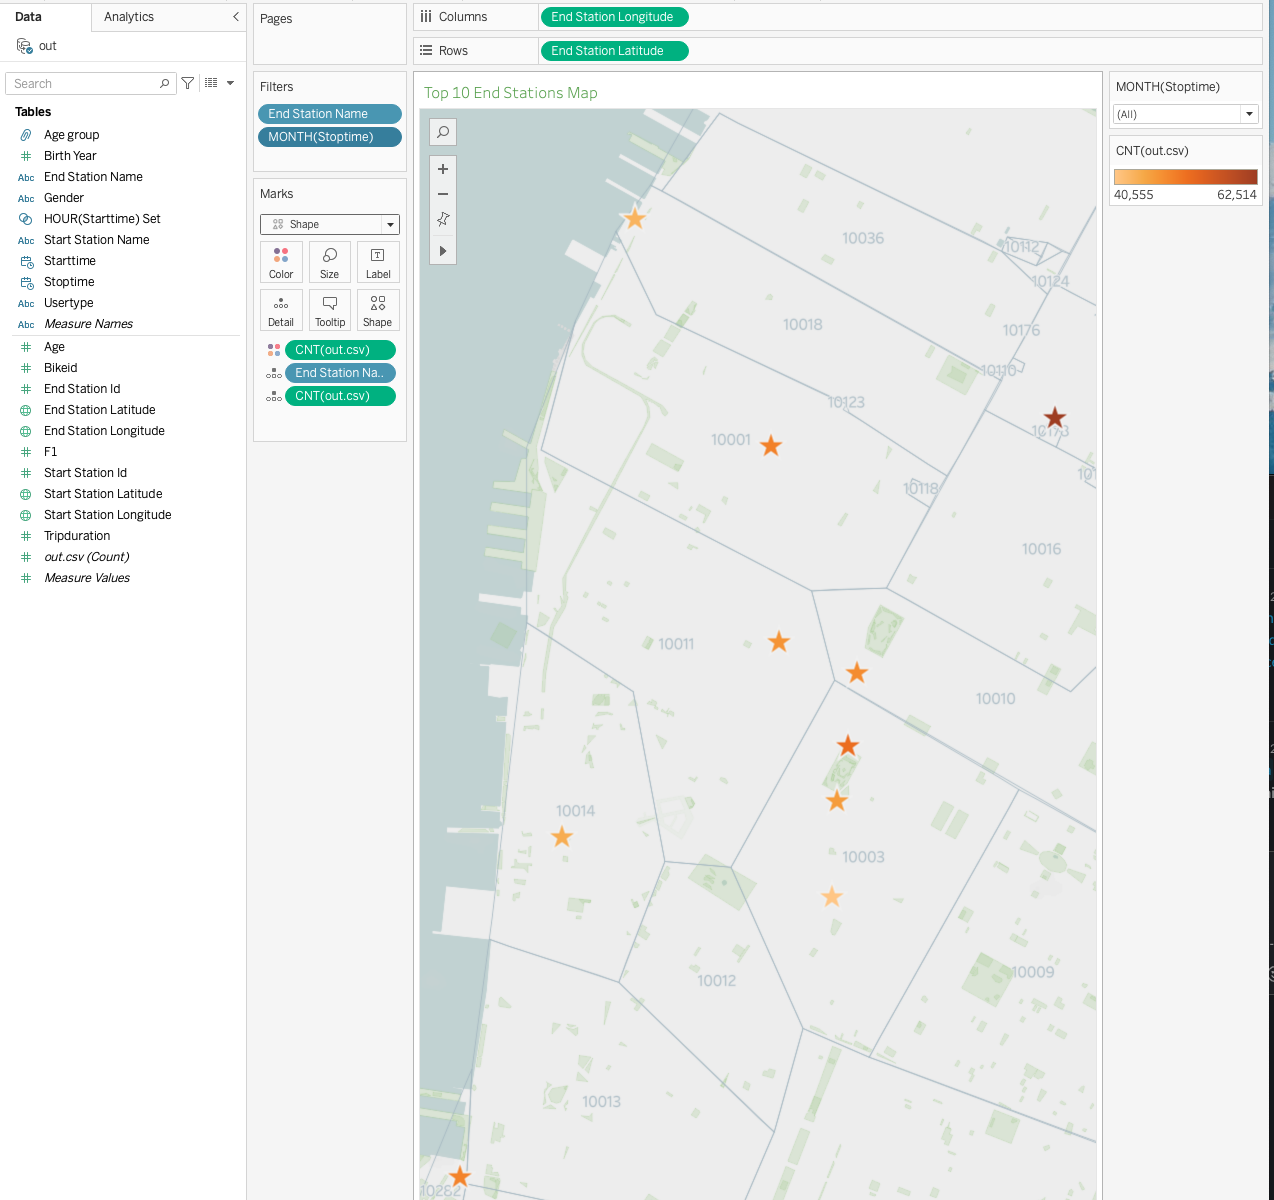 Data
Analytics
out
Search
Tables
Age group
Abc
Birth Year
Abc
End Station Name
Abc
Gender
HOUR(Starttime) Set
Abc
Start Station Name
Starttime
Stoptime
Abc
Usertype
Abc
Measure Names
Age
Bikeid
End Station Id
End Station Latitude
End Station Longitude
F1
Start Station Id
Start Station Latitude
Start Station Longitude
Tripduration
out.csv (Count)
Measure Values
Pages
Filters
End Station Name
MONTH(Stoptime)
Marks
Shape
Color
Size
Label
Detail
Tooltip
Shape
CNT(out.csv)
End Station Na..
CNT(out.csv)
Columns
End Station Longitude
Rows
End Station Latitude
Top 10 End Stations Map
10036
10112
10124
10018
10176
10110
10123
10001
10173
10118
10016
10011
10010
10014
10003
10009
10012
10013
10282
MONTH(Stoptime)
(All)
CNT(out.csv)
40,555
62,514